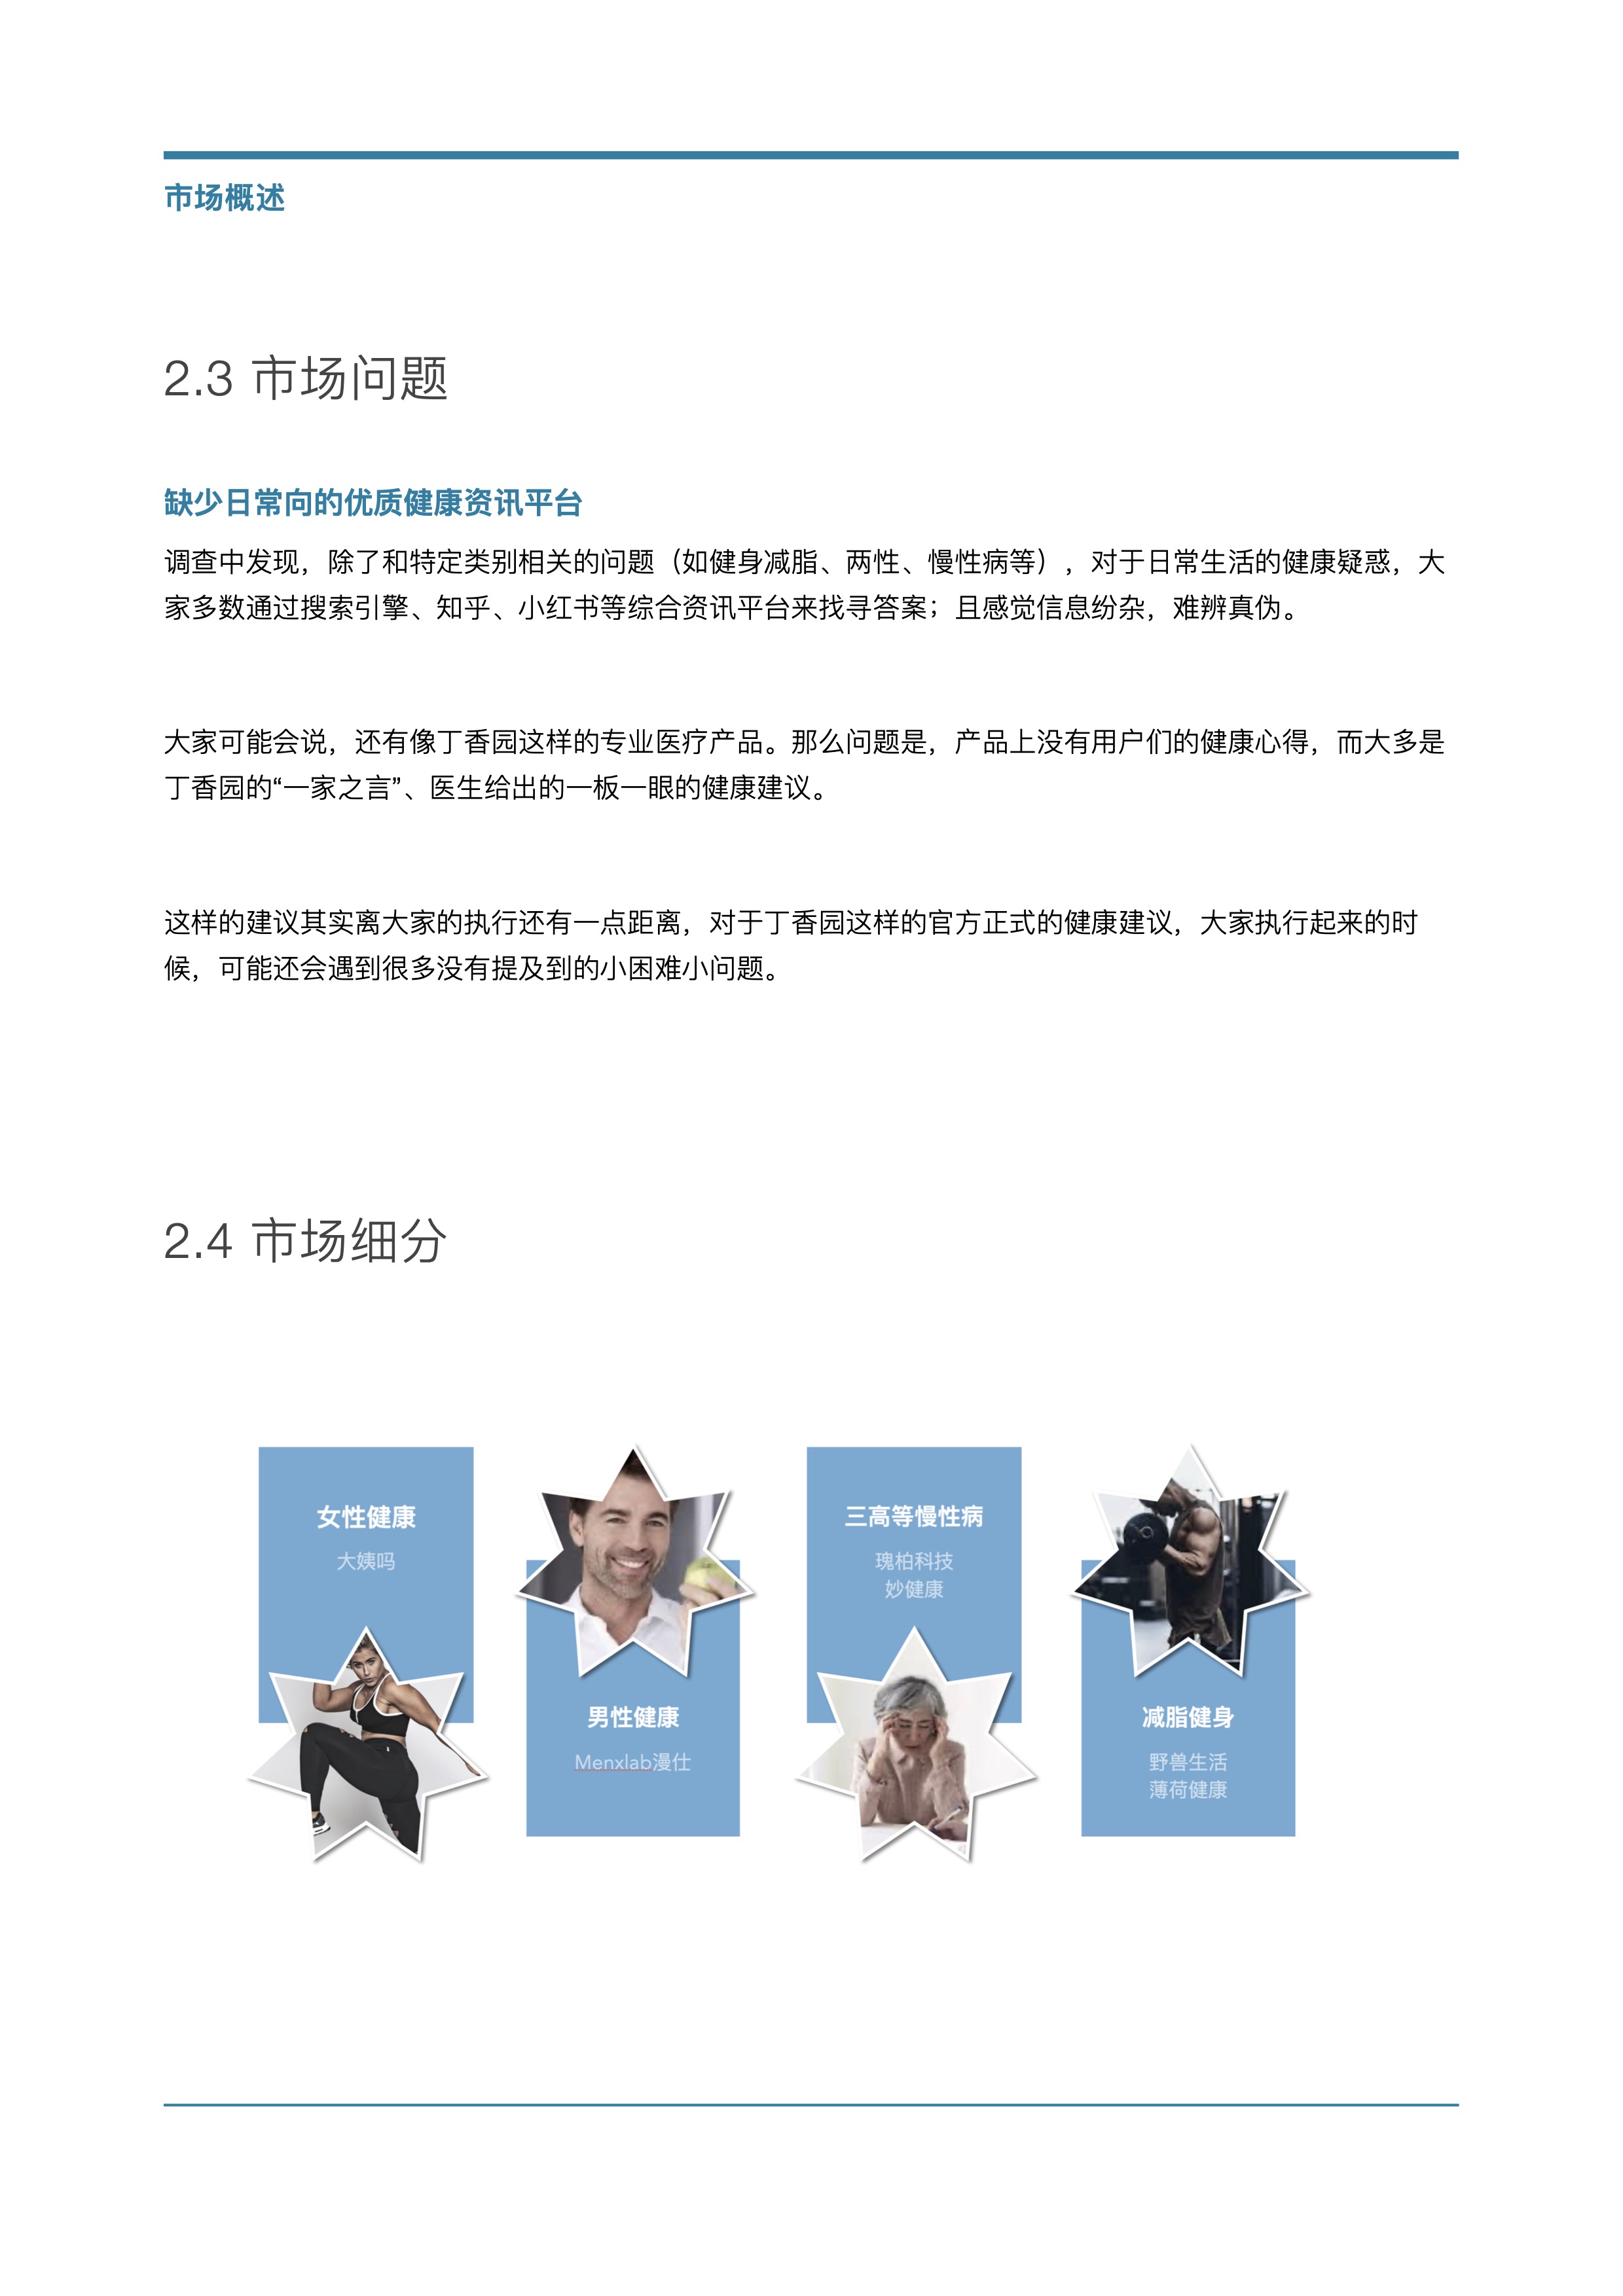 市场概述
2.3 市场问题
缺少日常向的优质健康资讯平台
调查中发现，除了和特定类别相关的问题（如健身减脂、两性、慢性病等），对于日常生活的健康疑惑，大
家多数通过搜索引擎、知乎、小红书等综合资讯平台来找寻答案；且感觉信息纷杂，难辨真伪。
大家可能会说，还有像丁香园这样的专业医疗产品。那么问题是，产品上没有用户们的健康心得，而大多是
丁香园的“一家之言”、医生给出的一板一眼的健康建议。
这样的建议其实离大家的执行还有一点距离，对于丁香园这样的官方正式的健康建议，大家执行起来的时
候，可能还会遇到很多没有提及到的小困难小问题。
2.4 市场细分
女性健康
大姨吗
男性健康
Menxlab漫仕
三高等慢性病
瑰柏科技
妙健康
减脂健身
野兽生活
薄荷健康